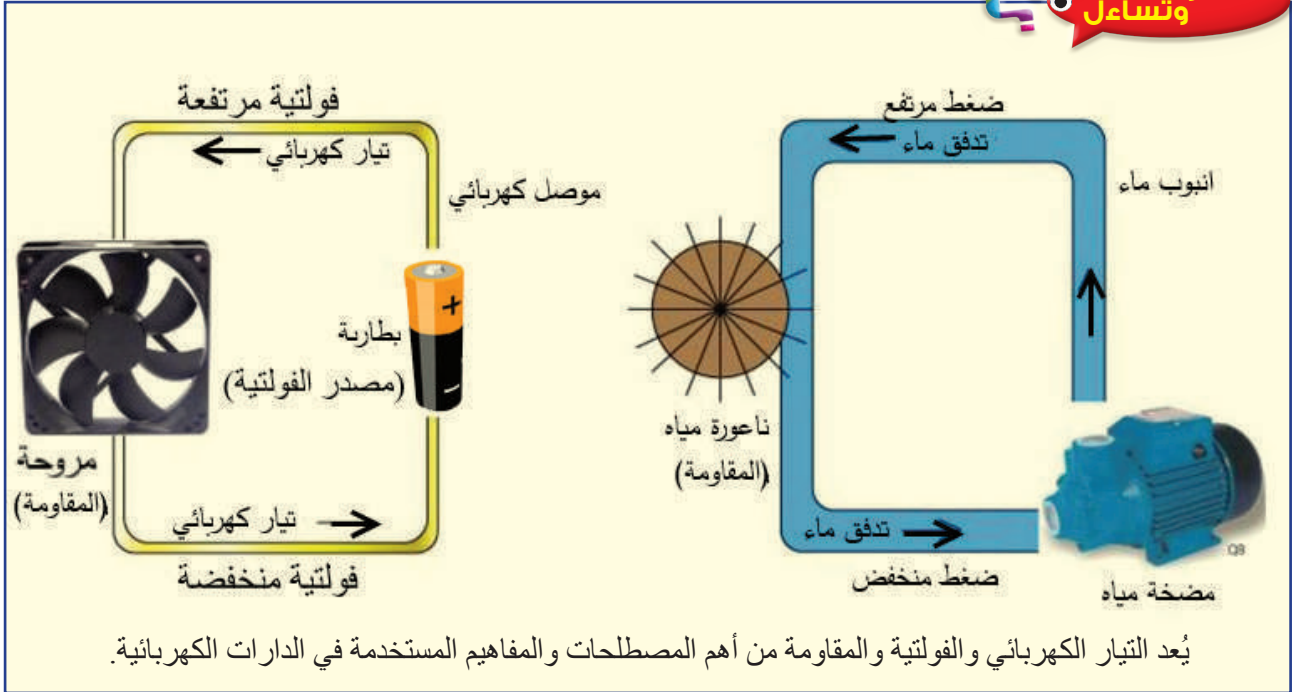 وتساءل
ضغط مرتفع
تدفق ماء
انبوب ماء
ناعورة مياه
(المقاومة)
تدفق ماء
ضغط منخفض
مضخة مياه
فولتية مرتفعة
تيار كهربائي
موصل كهربائي
+
بطارية
(مصدر الفولتية)
-
مروحة
(المقاومة)
تيار كهربائي
فولتية منخفضة
يُعد التيار الكهربائي والفولتية والمقاومة من أهم المصطلحات والمفاهيم المستخدمة في الدارات الكهربائية.